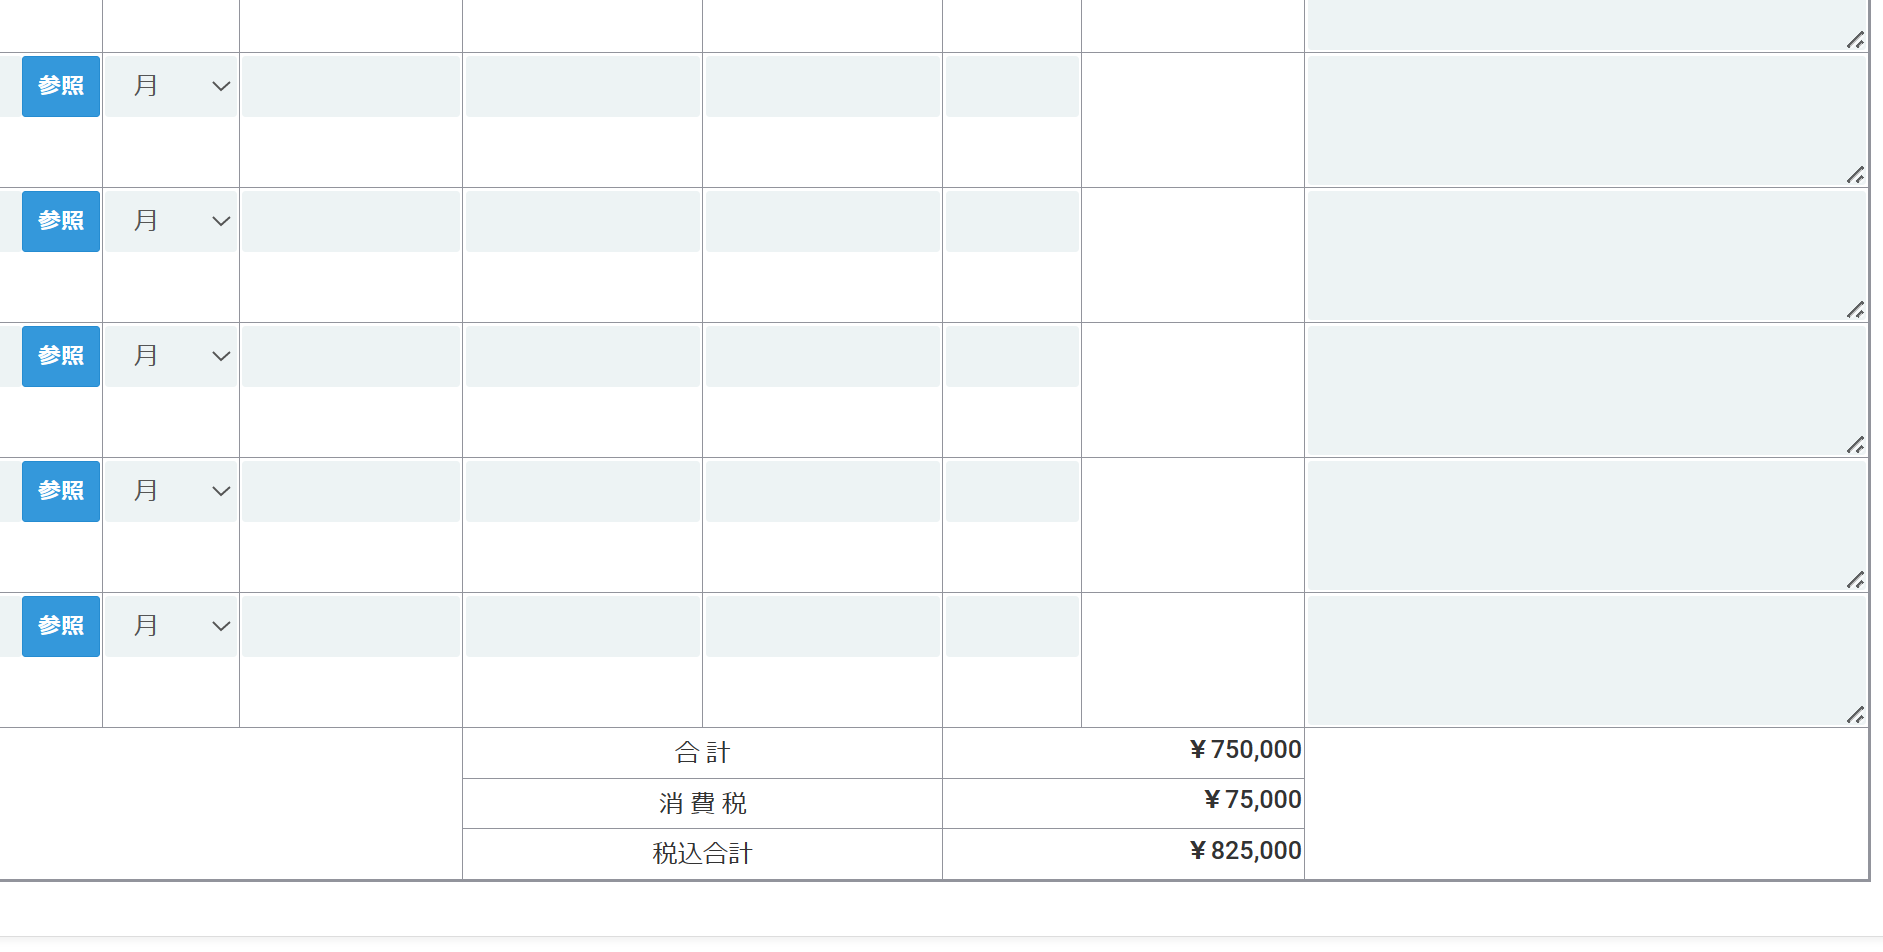 参照 月
参照 月
参照 月
参照 月
参照 月
合 計 ¥ 750,000
消 費 税 ¥ 75,000
税込合計 ¥ 825,000